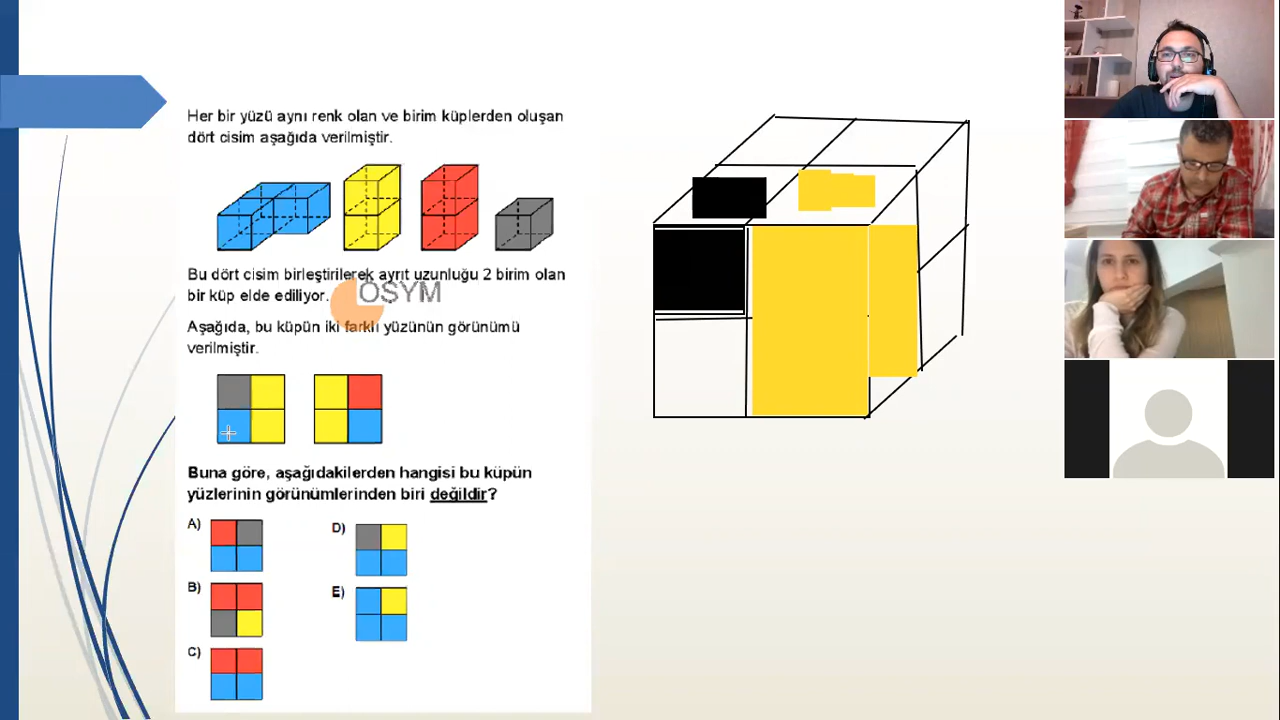 Her bir yüzü aynı renk olan ve birim küplerden oluşan
dört cisim aşağıda verilmiştir.
Bu dört cisim birleştirilerek ayrıt uzunluğu 2 birim olan
bir küp elde ediliyor.
ÖSYM
Aşağıda, bu küpün iki farklı yüzünün görünümü
verilmiştir.
Buna göre, aşağıdakilerden hangisi bu küpün
yüzlerinin görünümlerinden biri değildir?
A)
D)
B)
E)
C)